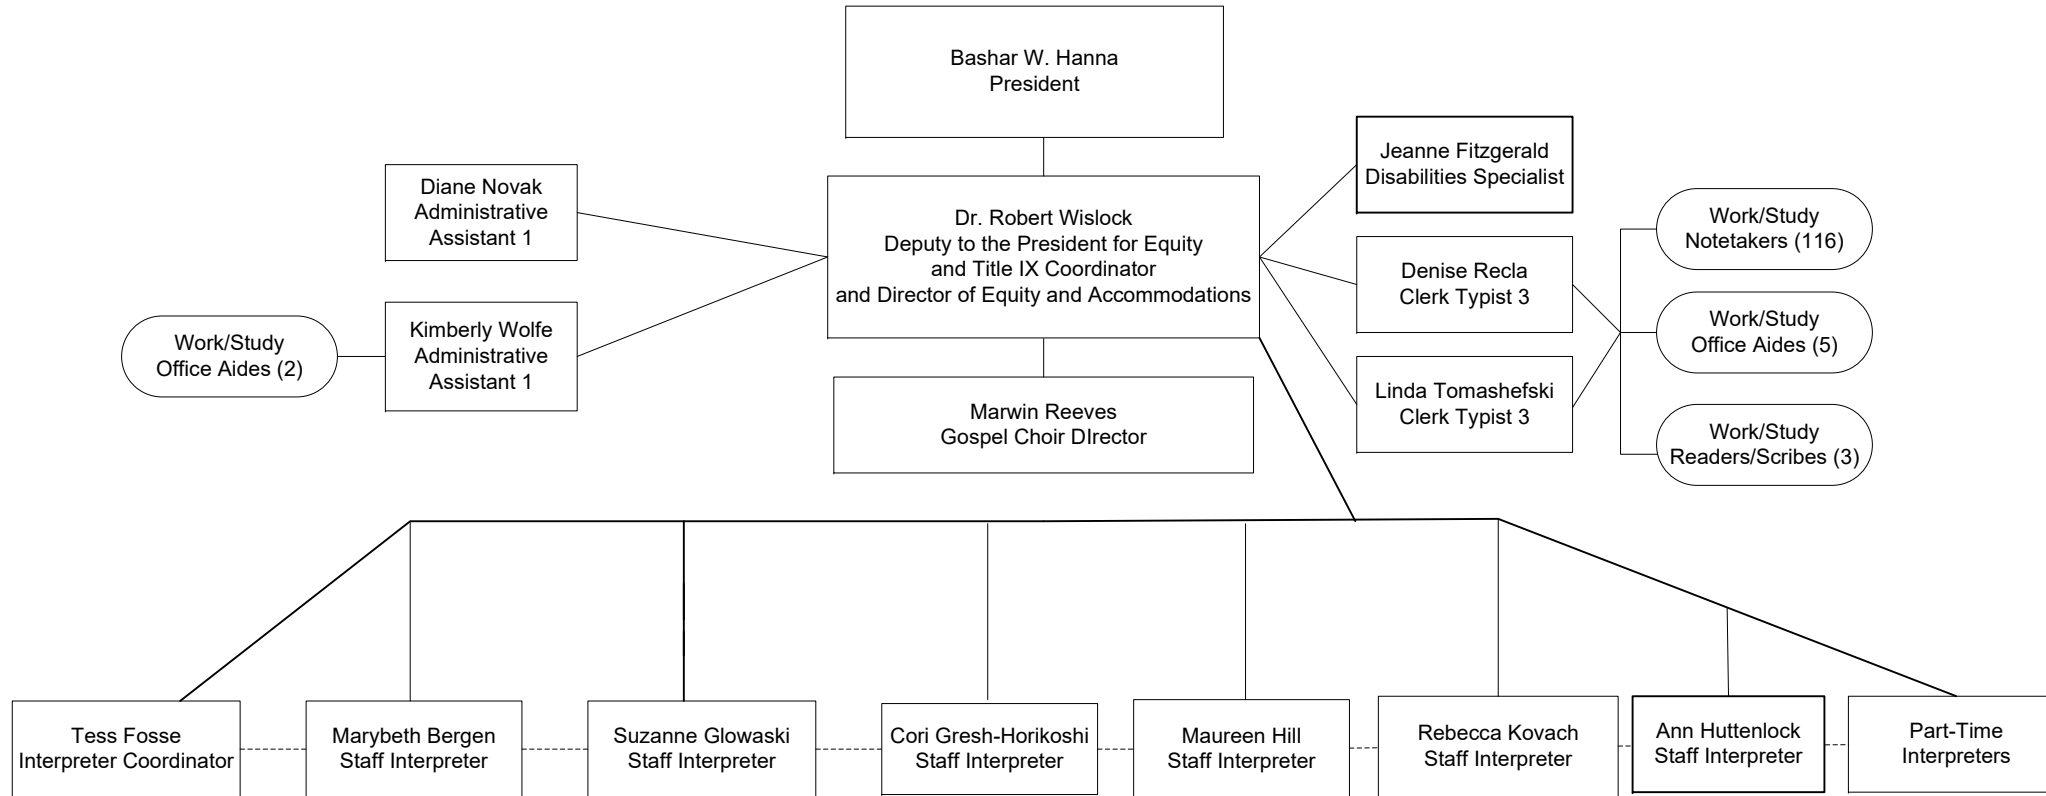 Bashar W. Hanna
President
Diane Novak
Administrative
Assistant 1
Kimberly Wolfe
Administrative
Assistant 1
Work/Study
Office Aides (2)
Dr. Robert Wislock
Deputy to the President for Equity
and Title IX Coordinator
and Director of Equity and Accommodations
Marwin Reeves
Gospel Choir DIrector
Jeanne Fitzgerald
Disabilities Specialist
Denise Recla
Clerk Typist 3
Linda Tomashefski
Clerk Typist 3
Work/Study
Notetakers (116)
Work/Study
Office Aides (5)
Work/Study
Readers/Scribes (3)
Tess Fosse
Interpreter Coordinator
Marybeth Bergen
Staff Interpreter
Suzanne Glowaski
Staff Interpreter
Cori Gresh-Horikoshi
Staff Interpreter
Maureen Hill
Staff Interpreter
Rebecca Kovach
Staff Interpreter
Ann Huttenlock
Staff Interpreter
Part-Time
Interpreters